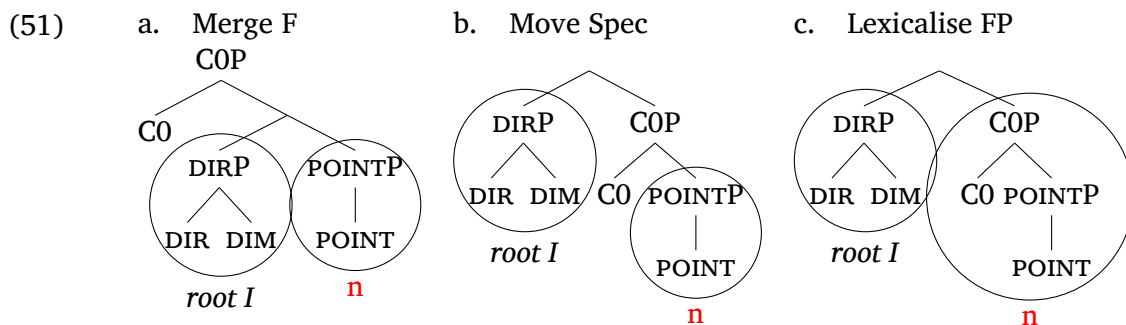 (51) a. Merge F b. Move Spec c. Lexicalise FP
C0P
C0 DIRP POINTP DIRP C0P DIRP C0P
DIR DIM POINT DIR DIM C0 POINTP DIR DIM C0 POINTP
root I n root I POINT root I POINT
n n